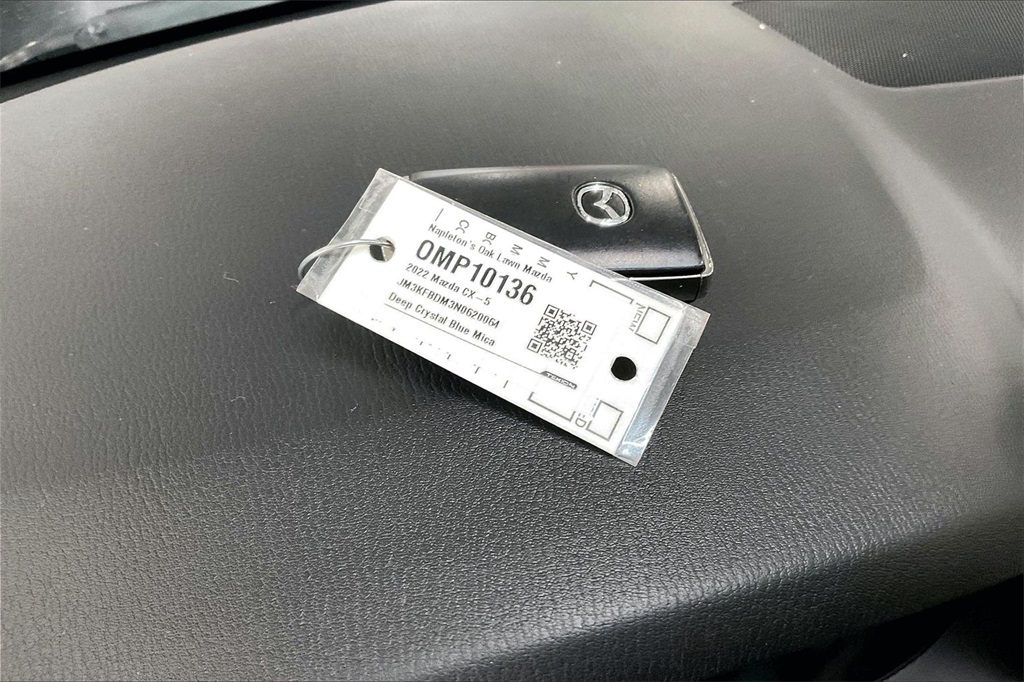 Napleton's Oak Lawn Mazda
OMP10136
2022 Mazda CX-5
JM3KFBDM3N0620064
Deep Crystal Blue Mica